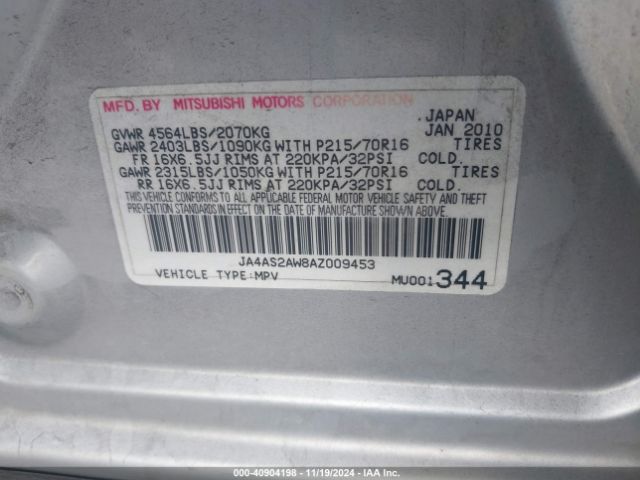 MFD. BY MITSUBISHI MOTORS CORPORATION
. JAPAN
GVWR 4564LBS/2070KG JAN 2010
GAWR 2403LBS/1090KG WITH P215/70R16 TIRES
FR 16X6.5JJ RIMS AT 220KPA/32PSI COLD.
GAWR 2315LBS/1050KG WITH P215/70R16 TIRES
RR 16X6.5JJ RIMS AT 220KPA/32PSI COLD.
THIS VEHICLE CONFORMS TO ALL APPLICABLE FEDERAL MOTOR VEHICLE SAFETY AND THEFT
PREVENTION STANDARDS IN EFFECT ON THE DATE OF MANUFACTURE SHOWN ABOVE.
JA4AS2AW8AZ009453
VEHICLE TYPE:MPV MU001344
000-40904198 - 11/19/2024 - IAA Inc.